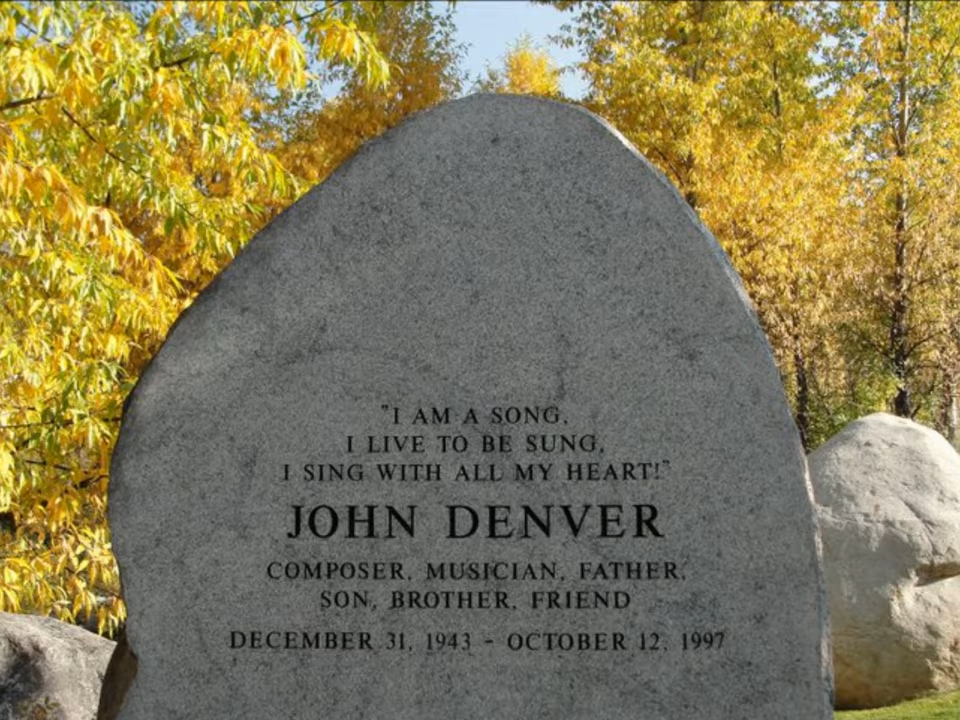 "I AM A SONG,
I LIVE TO BE SUNG,
I SING WITH ALL MY HEART!"
JOHN DENVER
COMPOSER, MUSICIAN, FATHER,
SON, BROTHER, FRIEND
DECEMBER 31, 1943 - OCTOBER 12, 1997